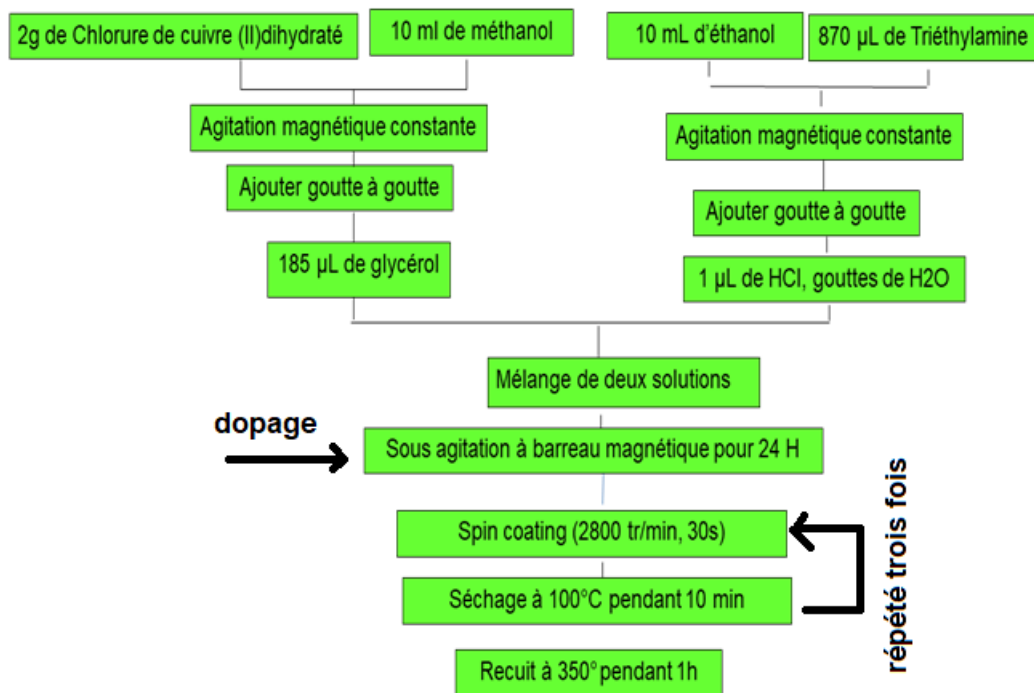 2g de Chlorure de cuivre (II)dihydraté
10 ml de méthanol
10 mL d'éthanol
870 µL de Triéthylamine
Agitation magnétique constante
Agitation magnétique constante
Ajouter goutte à goutte
Ajouter goutte à goutte
185 µL de glycérol
1 µL de HCl, gouttes de H2O
Mélange de deux solutions
dopage
Sous agitation à barreau magnétique pour 24 H
Spin coating (2800 tr/min, 30s)
Séchage à 100°C pendant 10 min
répété trois fois
Recuit à 350° pendant 1h